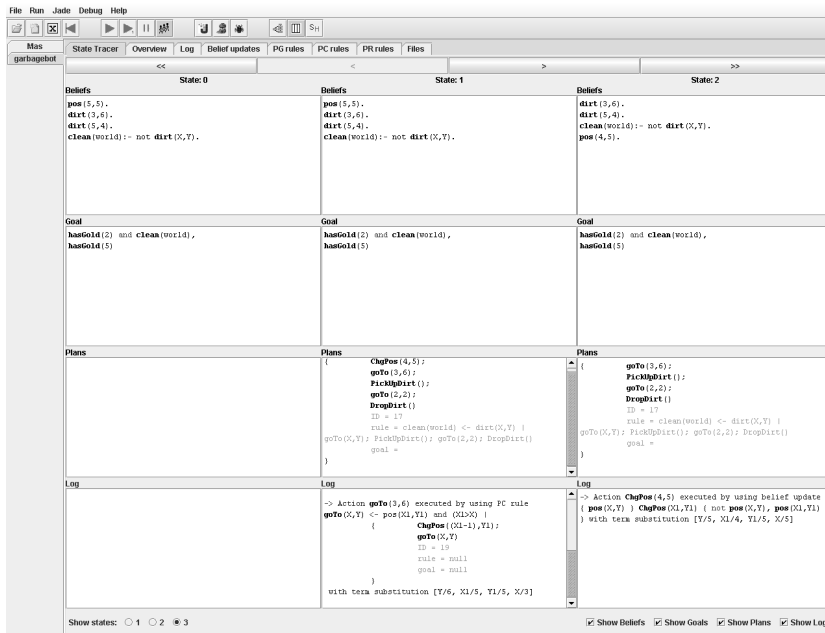 File Run Jade Debug Help
SH
Mas
garbagebot
State Tracer Overview Log Belief updates PG rules PC rules PR rules Files
<< < > >>
State: 0
Beliefs
pos(5,5).
dirt(3,6).
dirt(5,4).
clean(world):- not dirt(X,Y).
Goal
hasGold(2) and clean(world),
hasGold(5)
Plans
Log
State: 1
Beliefs
pos(5,5).
dirt(3,6).
dirt(5,4).
clean(world):- not dirt(X,Y).
Goal
hasGold(2) and clean(world),
hasGold(5)
Plans
{ ChgPos(4,5);
goTo(3,6);
PickUpDirt();
goTo(2,2);
DropDirt()
ID = 17
rule = clean(world) <- dirt(X,Y) |
goTo(X,Y); PickUpDirt(); goTo(2,2); DropDirt()
goal =
}
Log
-> Action goTo(3,6) executed by using PC rule
goTo(X,Y) <- pos(X1,Y1) and (X1>X) |
{ ChgPos((X1-1),Y1);
goTo(X,Y)
ID = 19
rule = null
goal = null
}
with term substitution [Y/6, X1/5, Y1/5, X/3]
State: 2
Beliefs
dirt(3,6).
dirt(5,4).
clean(world):- not dirt(X,Y).
pos(4,5).
Goal
hasGold(2) and clean(world),
hasGold(5)
Plans
{ goTo(3,6);
PickUpDirt();
goTo(2,2);
DropDirt()
ID = 17
rule = clean(world) <- dirt(X,Y) |
goTo(X,Y); PickUpDirt(); goTo(2,2); DropDirt()
goal =
}
Log
-> Action ChgPos(4,5) executed by using belief update
{ pos(X,Y) } ChgPos(X1,Y1) { not pos(X,Y), pos(X1,Y1)
} with term substitution [Y/5, X1/4, Y1/5, X/5]
Show states: 1 2 3
Show Beliefs Show Goals Show Plans Show Log